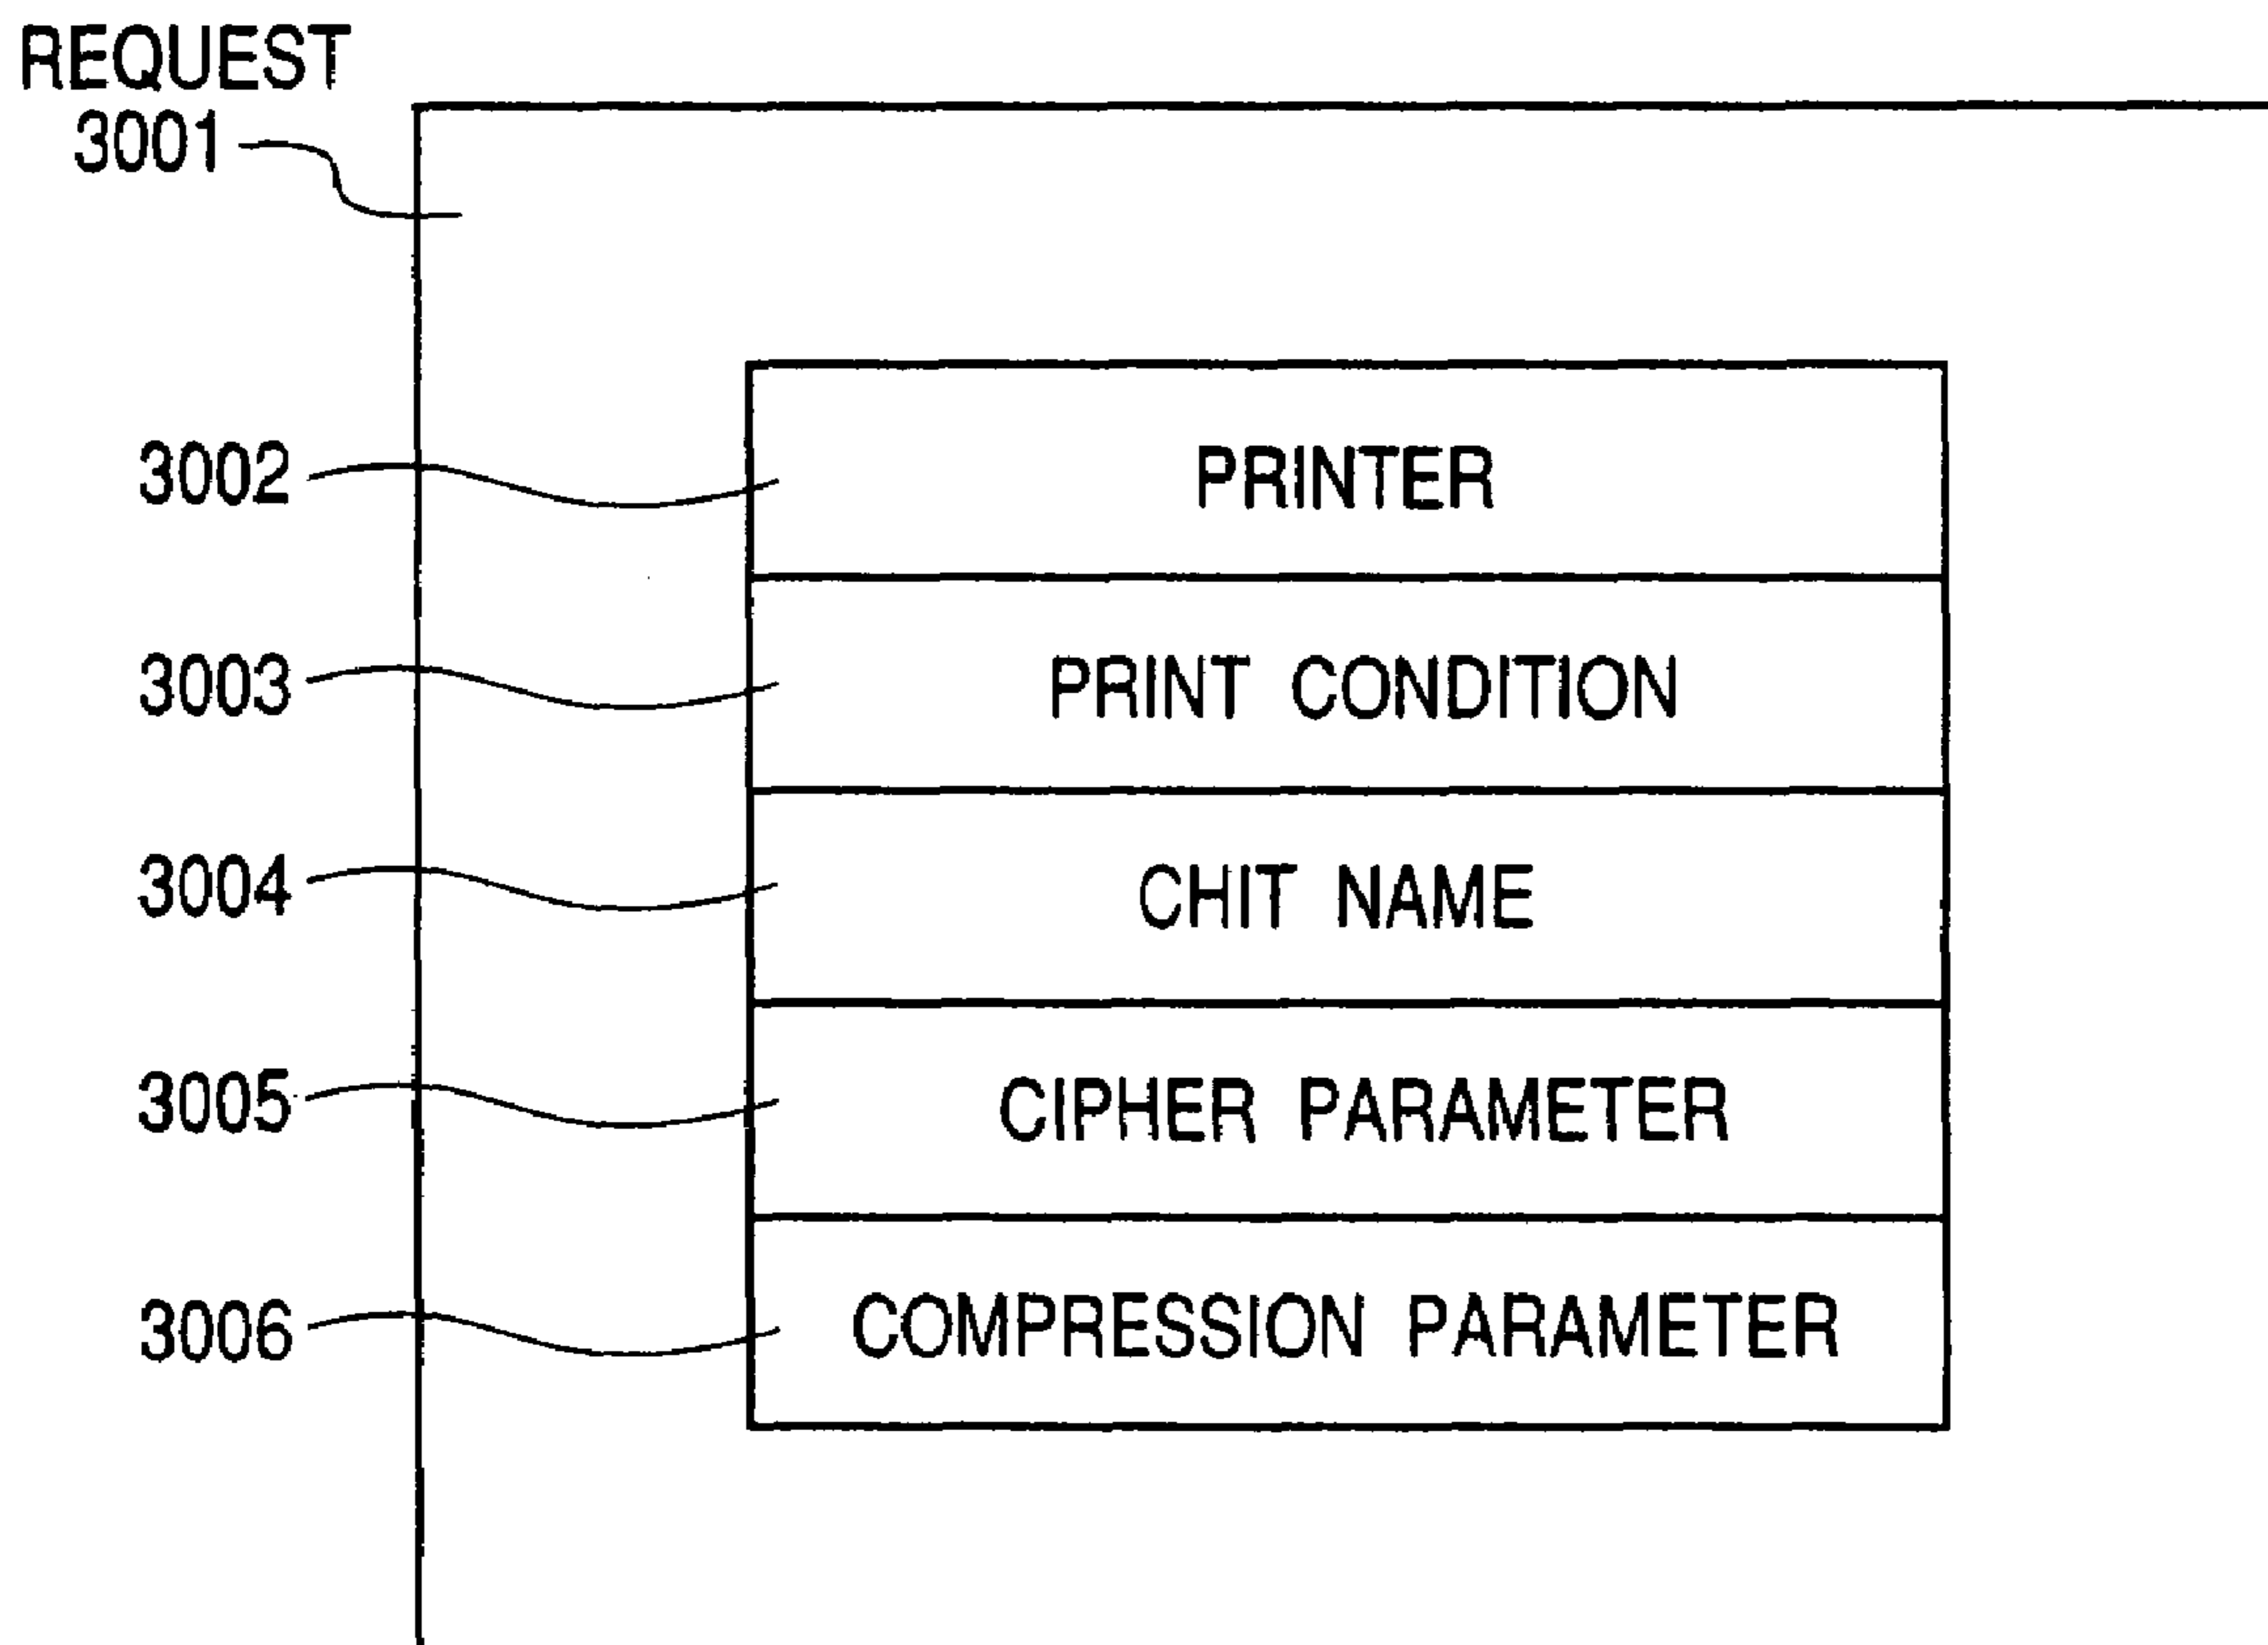 REQUEST
3001
3002 PRINTER
3003 PRINT CONDITION
3004 CHIT NAME
3005 CIPHER PARAMETER
3006 COMPRESSION PARAMETER